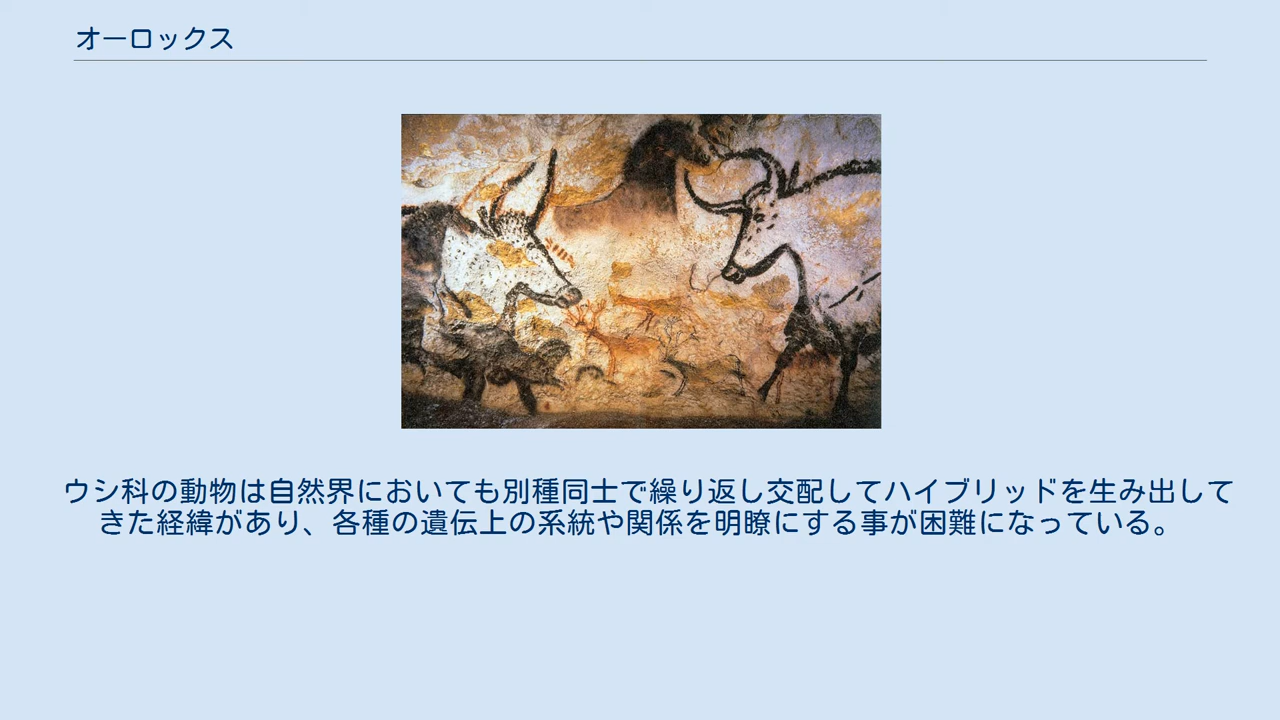 オーロックス
ウシ科の動物は自然界においても別種同士で繰り返し交配してハイブリッドを生み出して
きた経緯があり、各種の遺伝上の系統や関係を明瞭にする事が困難になっている。